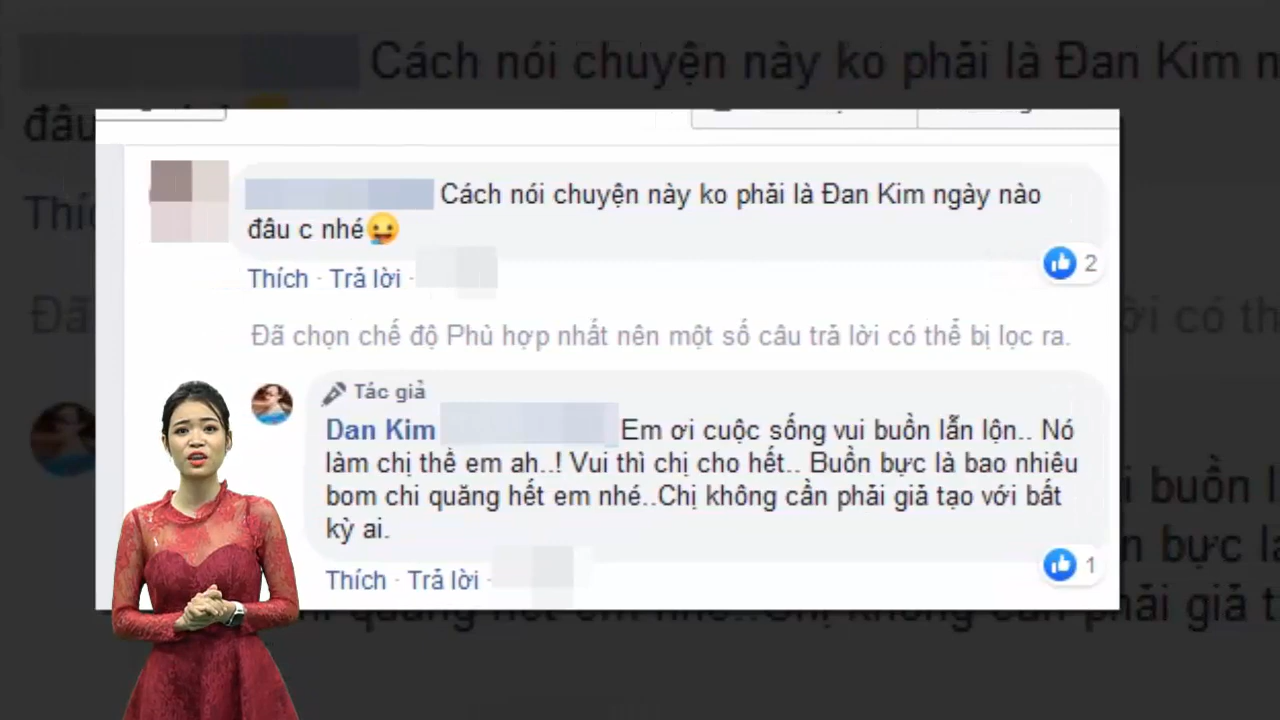 Cách nói chuyện này ko phải là Đan Kim ngày nào
đâu c nhé
Thích · Trả lời ·
2
Đã chọn chế độ Phù hợp nhất nên một số câu trả lời có thể bị lọc ra.
Tác giả
Dan Kim Em ơi cuộc sống vui buồn lẫn lộn.. Nó
làm chị thế em ah..! Vui thì chị cho hết.. Buồn bực là bao nhiêu
bom chi quăng hết em nhé..Chị không cần phải giả tạo với bất
kỳ ai.
Thích · Trả lời ·
1